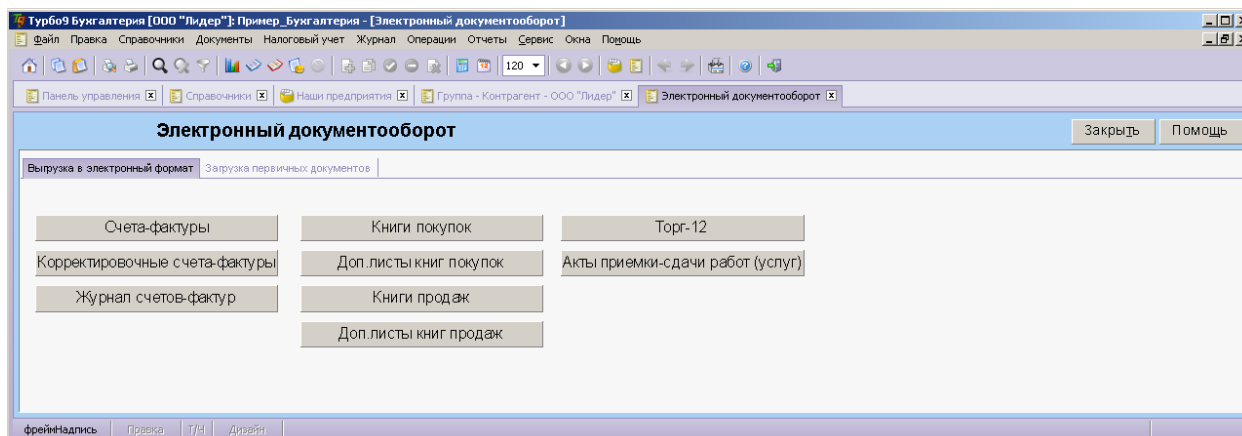 Турбо9 Бухгалтерия [ООО "Лидер"]: Пример_Бухгалтерия - [Электронный документооборот]
Файл Правка Справочники Документы Налоговый учет Журнал Операции Отчеты Сервис Окна Помощь
120
Панель управления Справочники Наши предприятия Группа - Контрагент - ООО "Лидер" Электронный документооборот
Электронный документооборот Закрыть Помощь
Выгрузка в электронный формат Загрузка первичных документов
Счета-фактуры Книги покупок Торг-12
Корректировочные счета-фактуры Доп.листы книг покупок Акты приемки-сдачи работ (услуг)
Журнал счетов-фактур Книги продаж
Доп.листы книг продаж
фреймНадпись Правка Т/Ч Дизайн